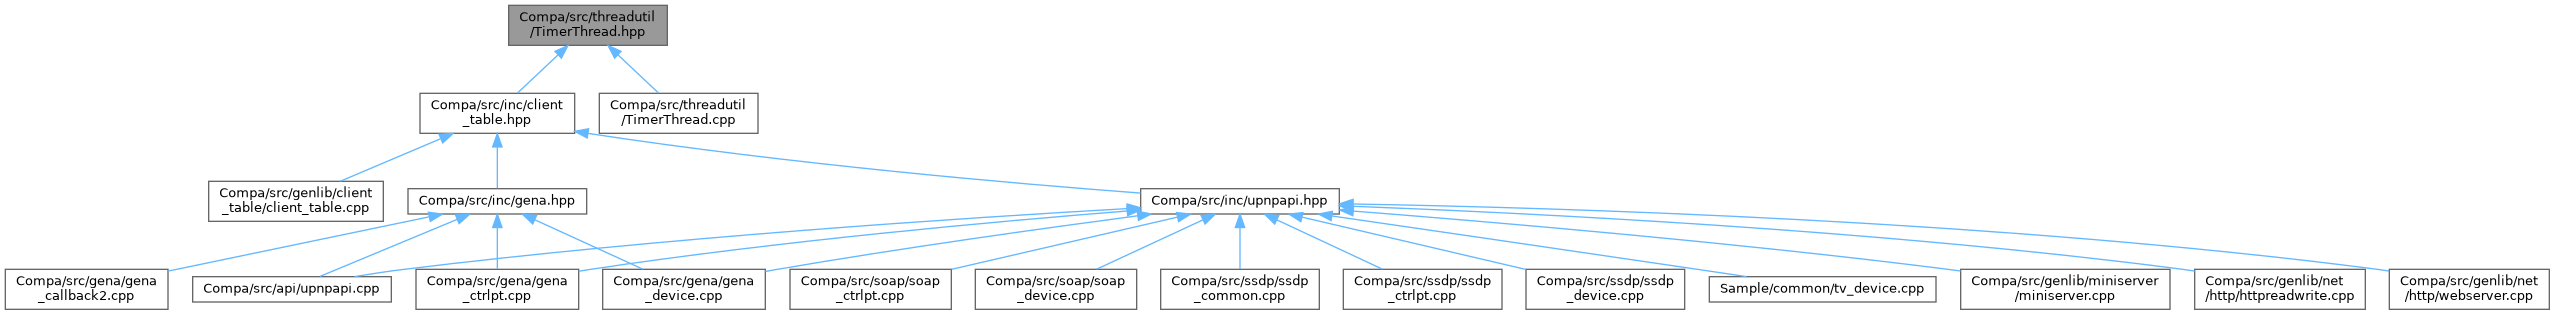 Compa/src/threadutil
/TimerThread.hpp
Compa/src/inc/client
_table.hpp
Compa/src/threadutil
/TimerThread.cpp
Compa/src/genlib/client
_table/client_table.cpp
Compa/src/inc/gena.hpp
Compa/src/inc/upnpapi.hpp
Compa/src/gena/gena
_callback2.cpp
Compa/src/api/upnpapi.cpp
Compa/src/gena/gena
_ctrlpt.cpp
Compa/src/gena/gena
_device.cpp
Compa/src/soap/soap
_ctrlpt.cpp
Compa/src/soap/soap
_device.cpp
Compa/src/ssdp/ssdp
_common.cpp
Compa/src/ssdp/ssdp
_ctrlpt.cpp
Compa/src/ssdp/ssdp
_device.cpp
Sample/common/tv_device.cpp
Compa/src/genlib/miniserver
/miniserver.cpp
Compa/src/genlib/net
/http/httpreadwrite.cpp
Compa/src/genlib/net
/http/webserver.cpp